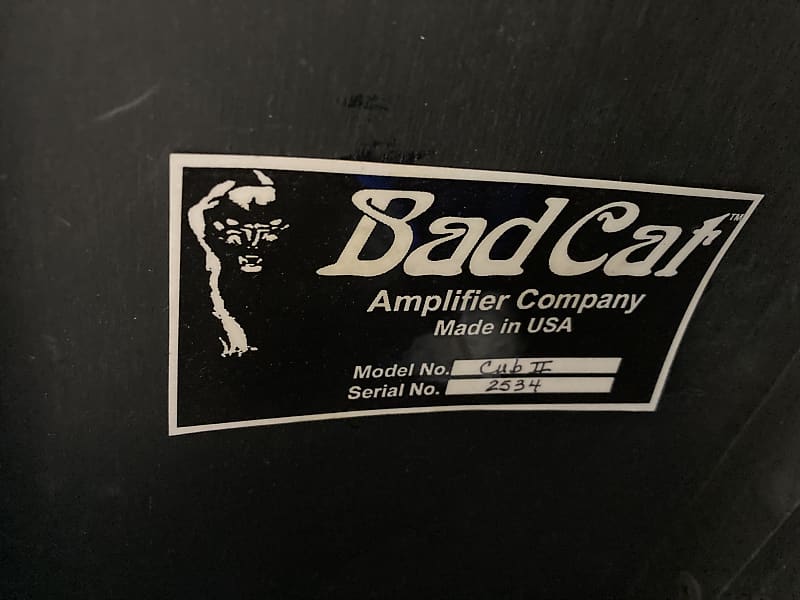 Bad Cat™
Amplifier Company
Made in USA
Model No. Cub II
Serial No. 2534